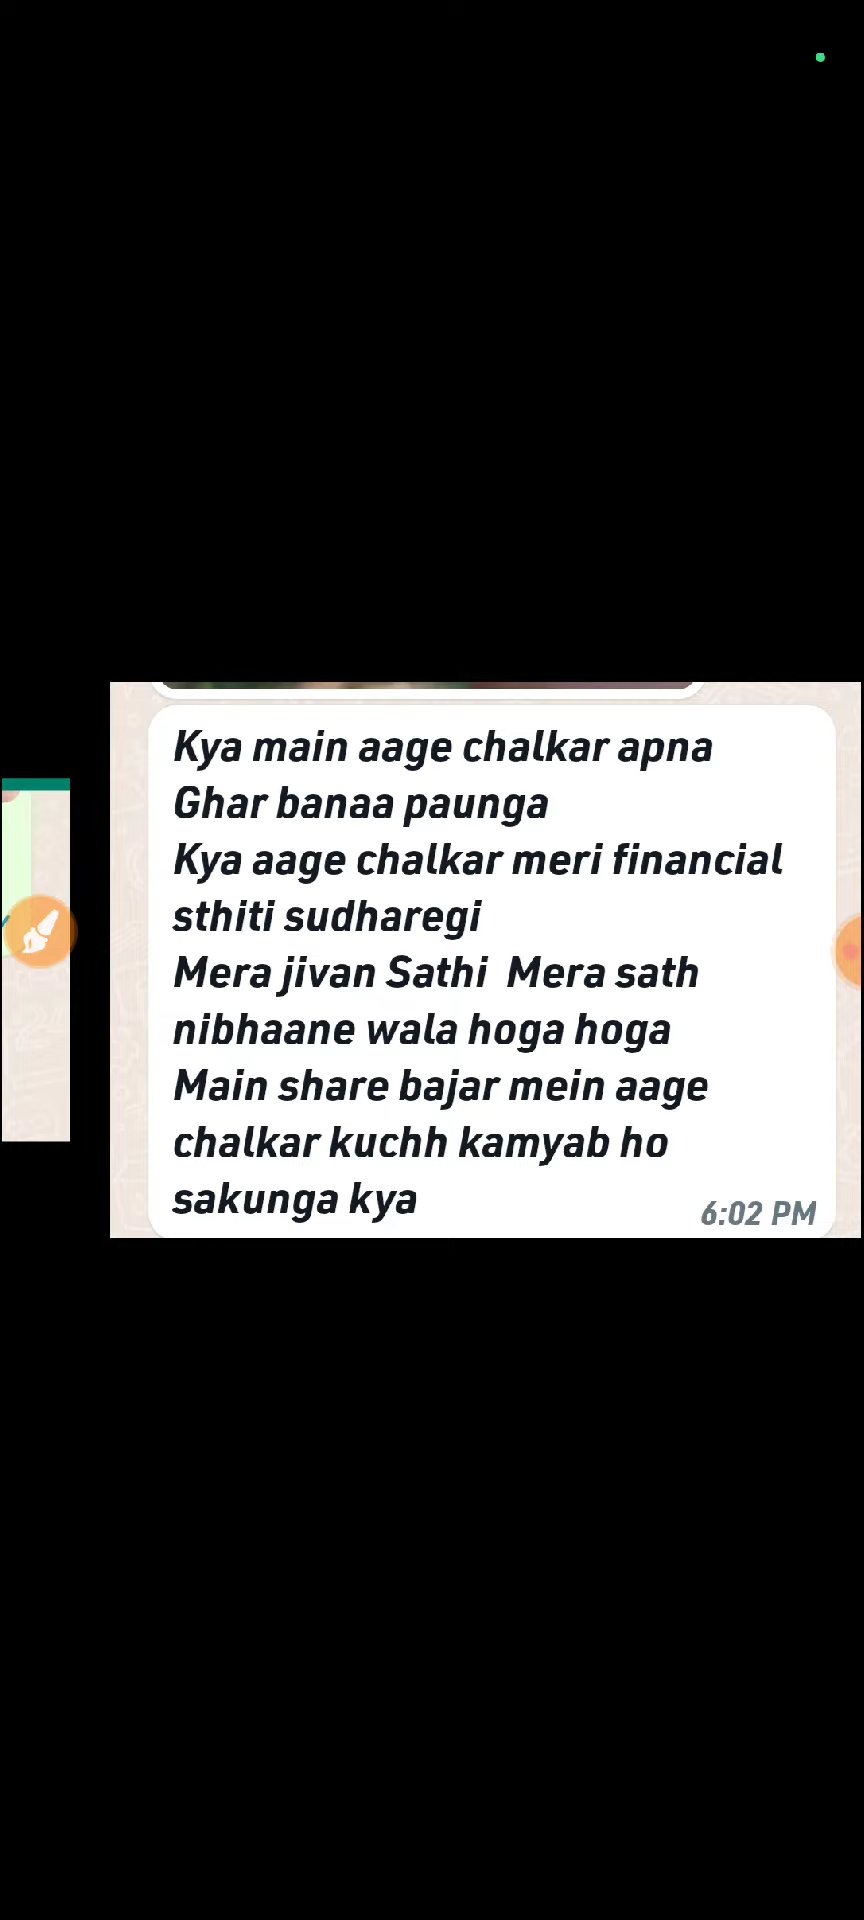 Kya main aage chalkar apna
Ghar banaa paunga
Kya aage chalkar meri financial
sthiti sudharegi
Mera jivan Sathi  Mera sath
nibhaane wala hoga hoga
Main share bajar mein aage
chalkar kuchh kamyab ho
sakunga kya
6:02 PM